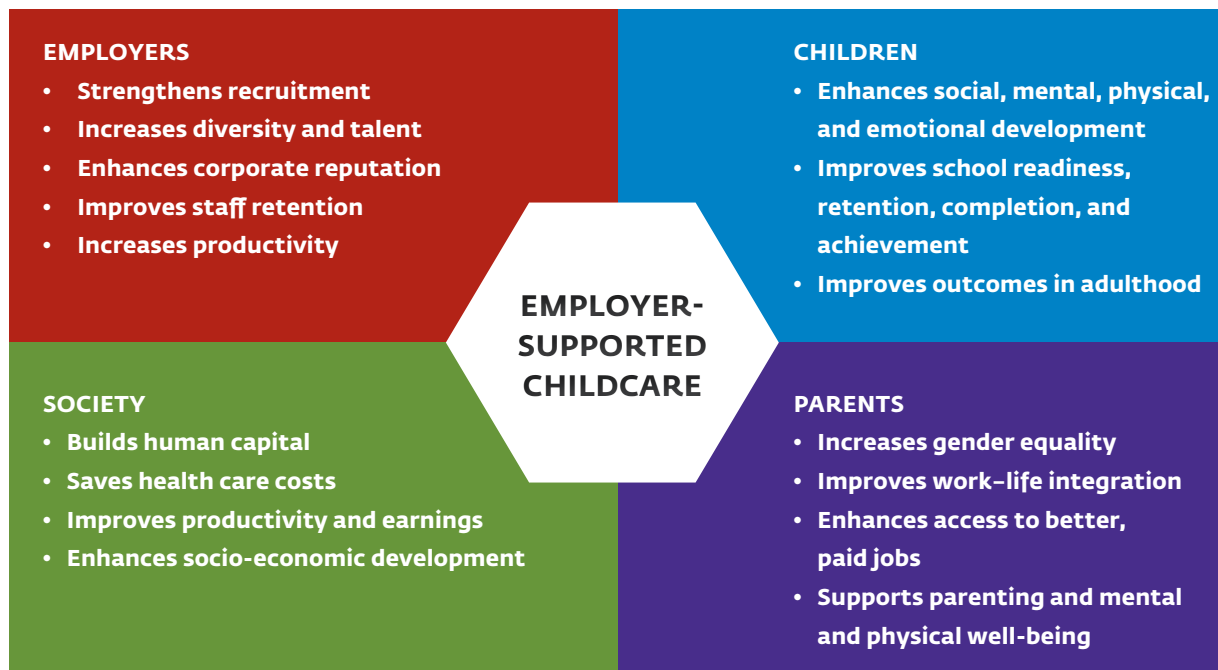 EMPLOYERS
• Strengthens recruitment
• Increases diversity and talent
• Enhances corporate reputation
• Improves staff retention
• Increases productivity
CHILDREN
• Enhances social, mental, physical,
and emotional development
• Improves school readiness,
retention, completion, and
achievement
• Improves outcomes in adulthood
EMPLOYER-
SUPPORTED
CHILDCARE
SOCIETY
• Builds human capital
• Saves health care costs
• Improves productivity and earnings
• Enhances socio-economic development
PARENTS
• Increases gender equality
• Improves work–life integration
• Enhances access to better,
paid jobs
• Supports parenting and mental
and physical well-being